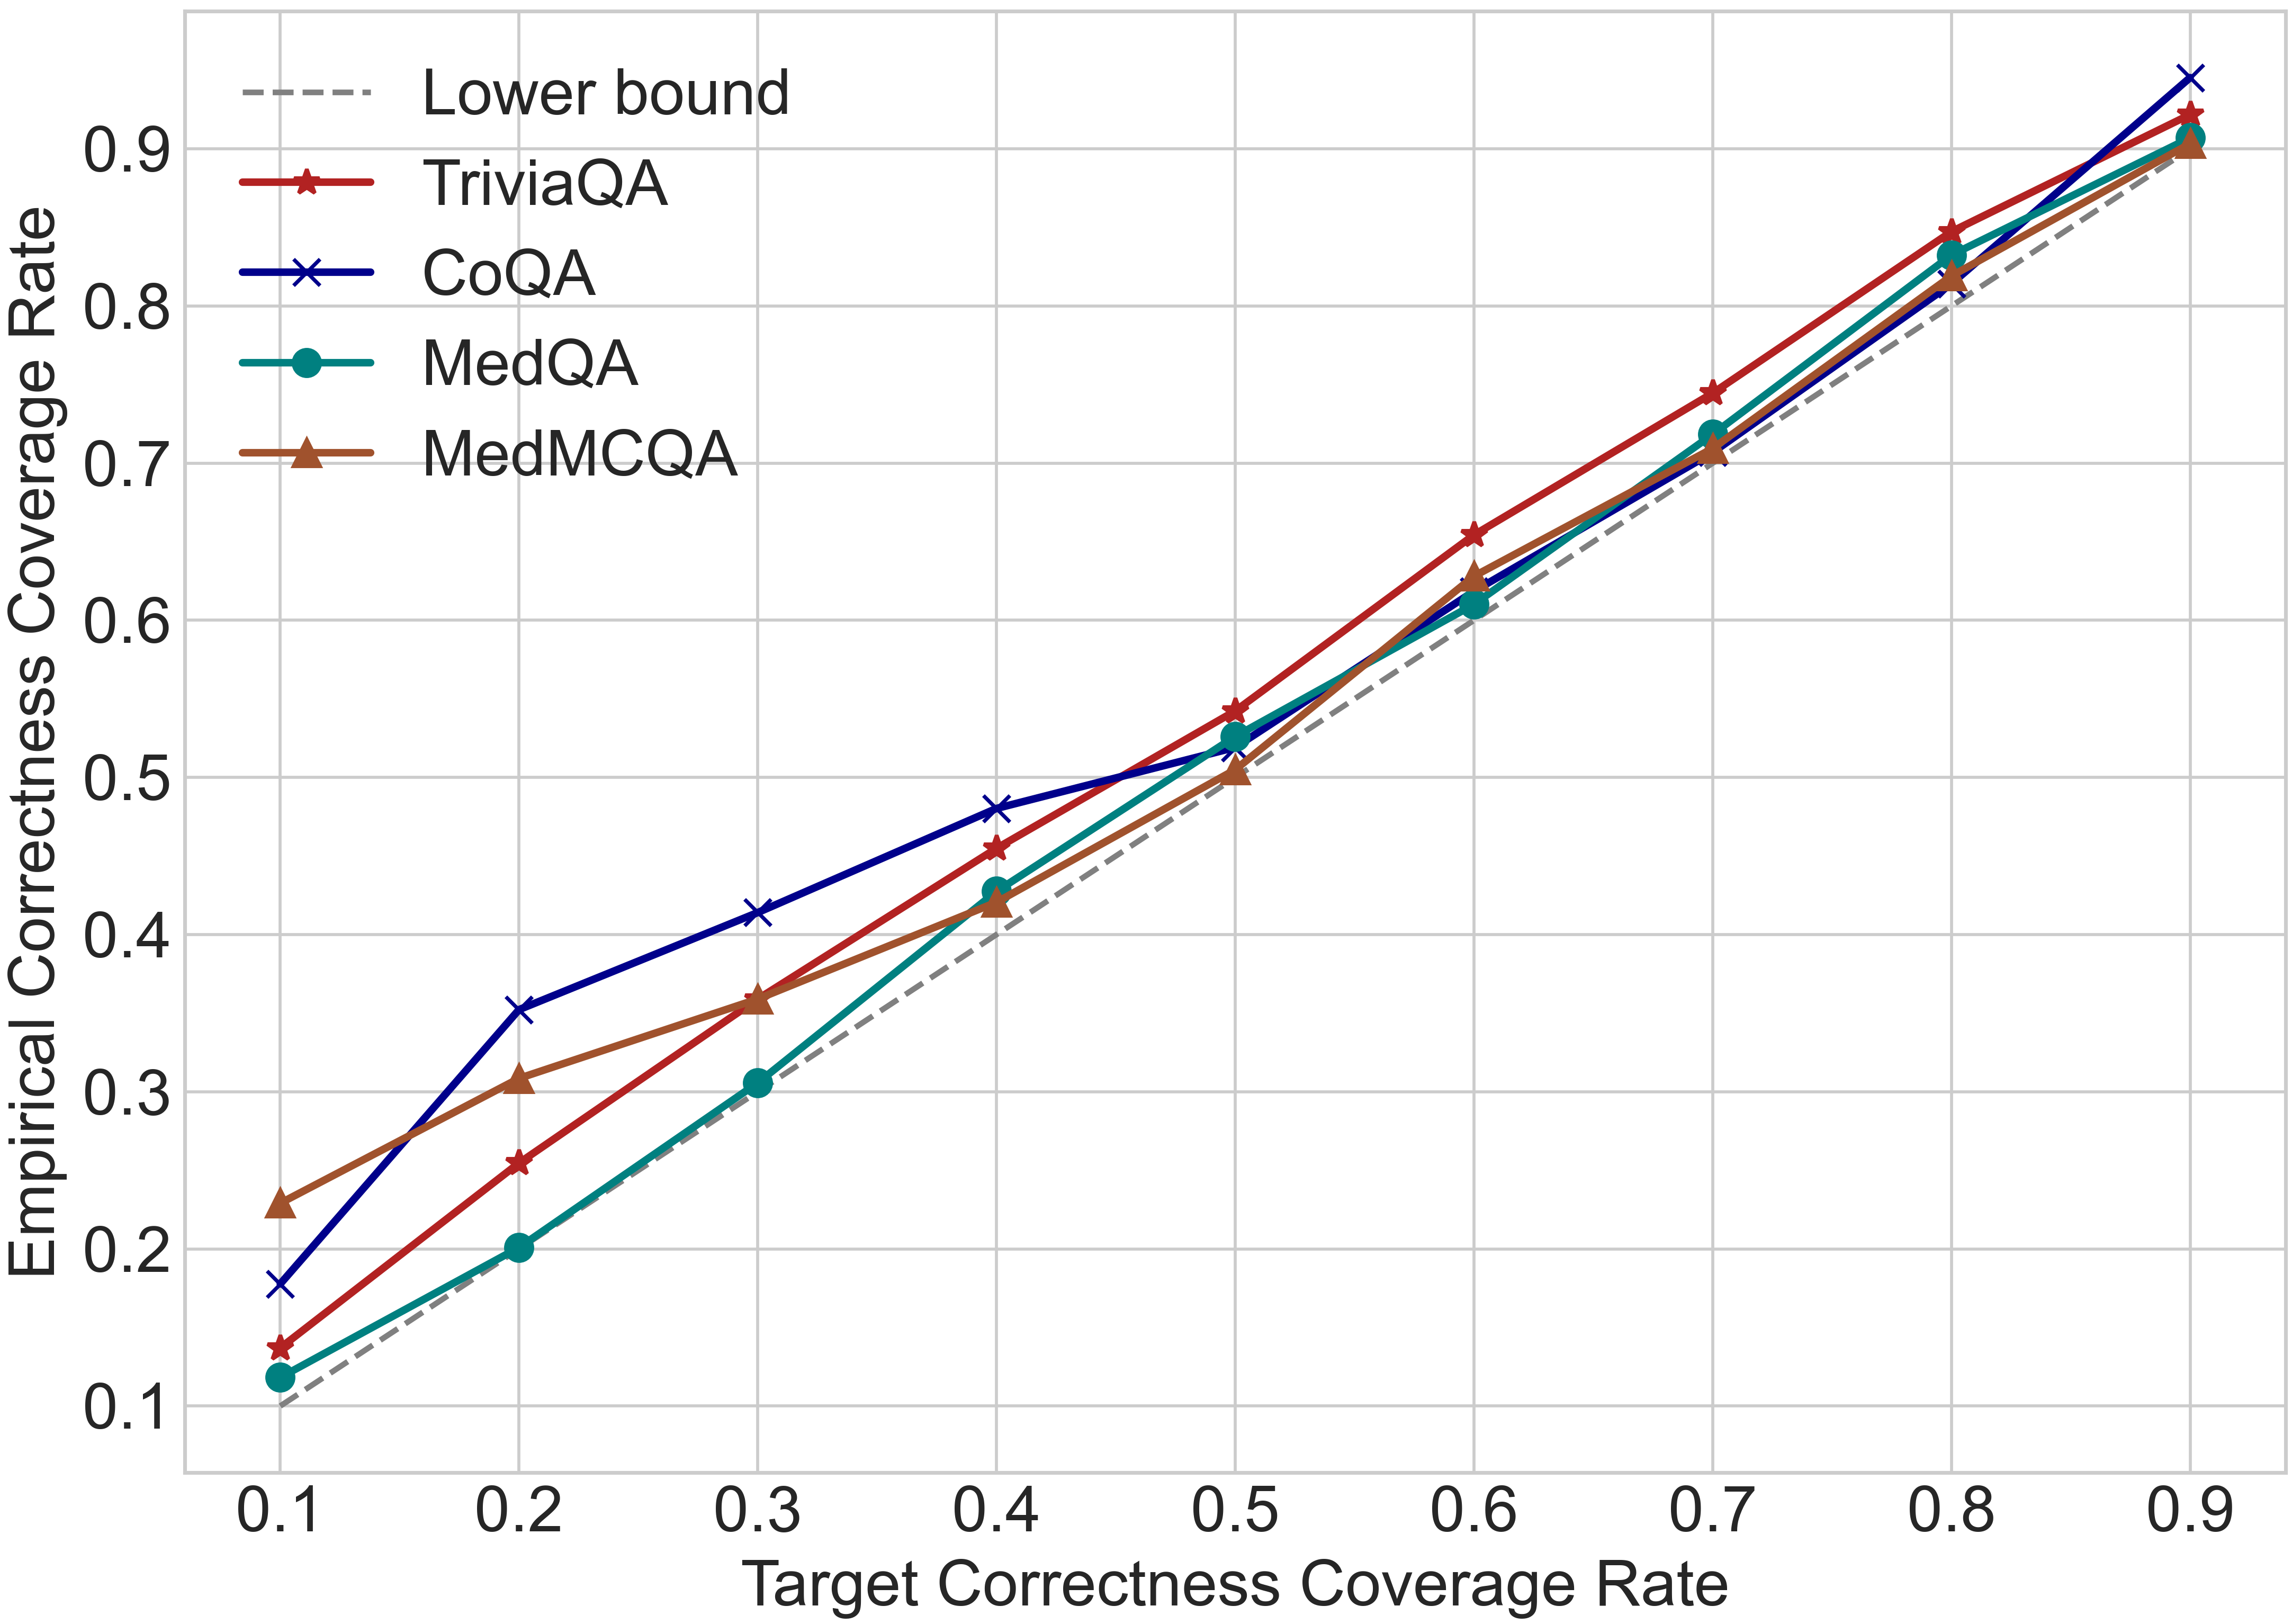 Lower bound
TriviaQA
CoQA
MedQA
MedMCQA
Empirical Correctness Coverage Rate
0.9
0.8
0.7
0.6
0.5
0.4
0.3
0.2
0.1
0.1 0.2 0.3 0.4 0.5 0.6 0.7 0.8 0.9
Target Correctness Coverage Rate